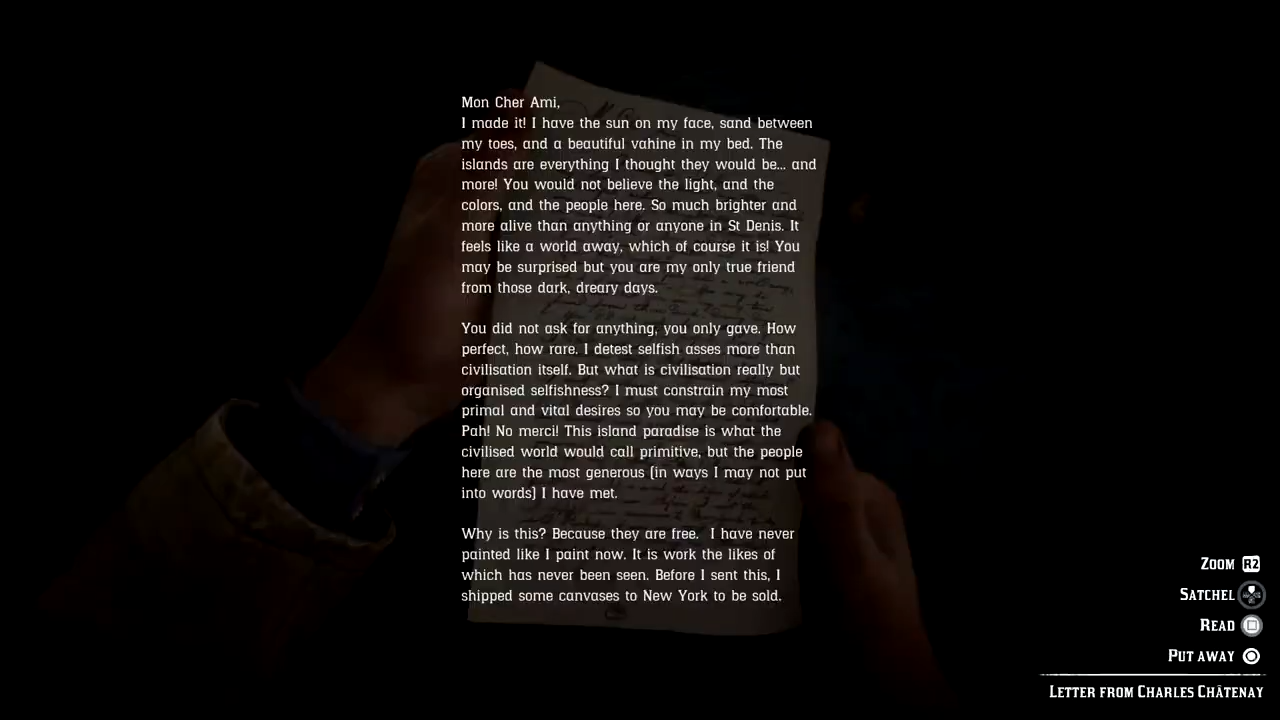 Mon Cher Ami,
I made it! I have the sun on my face, sand between
my toes, and a beautiful vahine in my bed. The
islands are everything I thought they would be... and
more! You would not believe the light, and the
colors, and the people here. So much brighter and
more alive than anything or anyone in St Denis. It
feels like a world away, which of course it is! You
may be surprised but you are my only true friend
from those dark, dreary days.
You did not ask for anything, you only gave. How
perfect, how rare. I detest selfish asses more than
civilisation itself. But what is civilisation really but
organised selfishness? I must constrain my most
primal and vital desires so you may be comfortable.
Pah! No merci! This island paradise is what the
civilised world would call primitive, but the people
here are the most generous (in ways I may not put
into words) I have met.
Why is this? Because they are free.  I have never
painted like I paint now. It is work the likes of
which has never been seen. Before I sent this, I
shipped some canvases to New York to be sold.
Zoom R2
Satchel
Read
Put away
Letter from Charles Châtenay